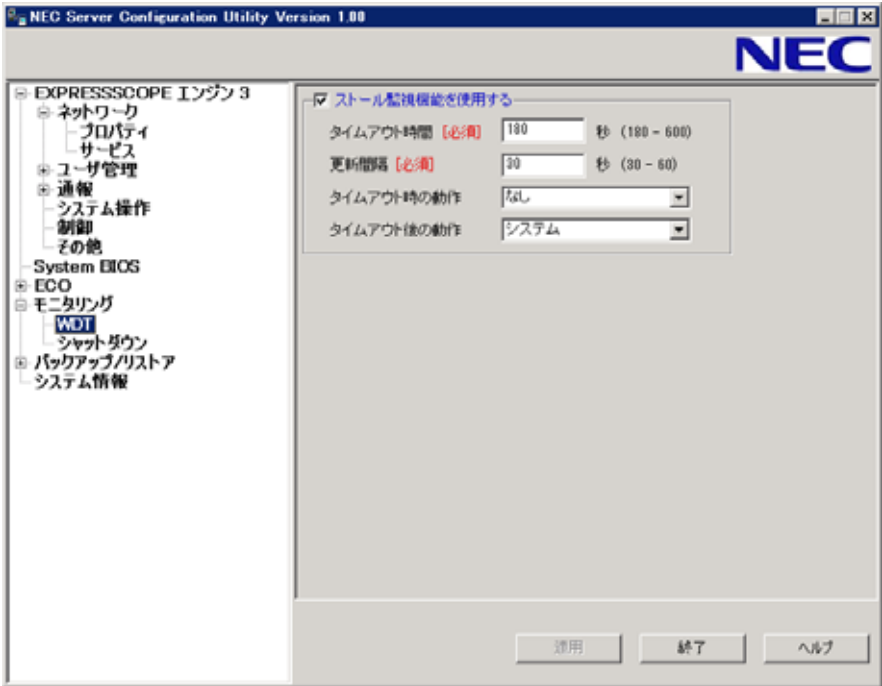 NEC Server Configuration Utility Version 1.00
NEC
EXPRESSSCOPE エンジン 3
ネットワーク
プロパティ
サービス
ユーザ管理
通報
システム操作
制御
その他
System BIOS
ECO
モニタリング
WDT
シャットダウン
バックアップ/リストア
システム情報
ストール監視機能を使用する
タイムアウト時間 [必須] 180 秒 (180 - 600)
更新間隔 [必須] 30 秒 (30 - 60)
タイムアウト時の動作 なし
タイムアウト後の動作 システム
適用 終了 ヘルプ